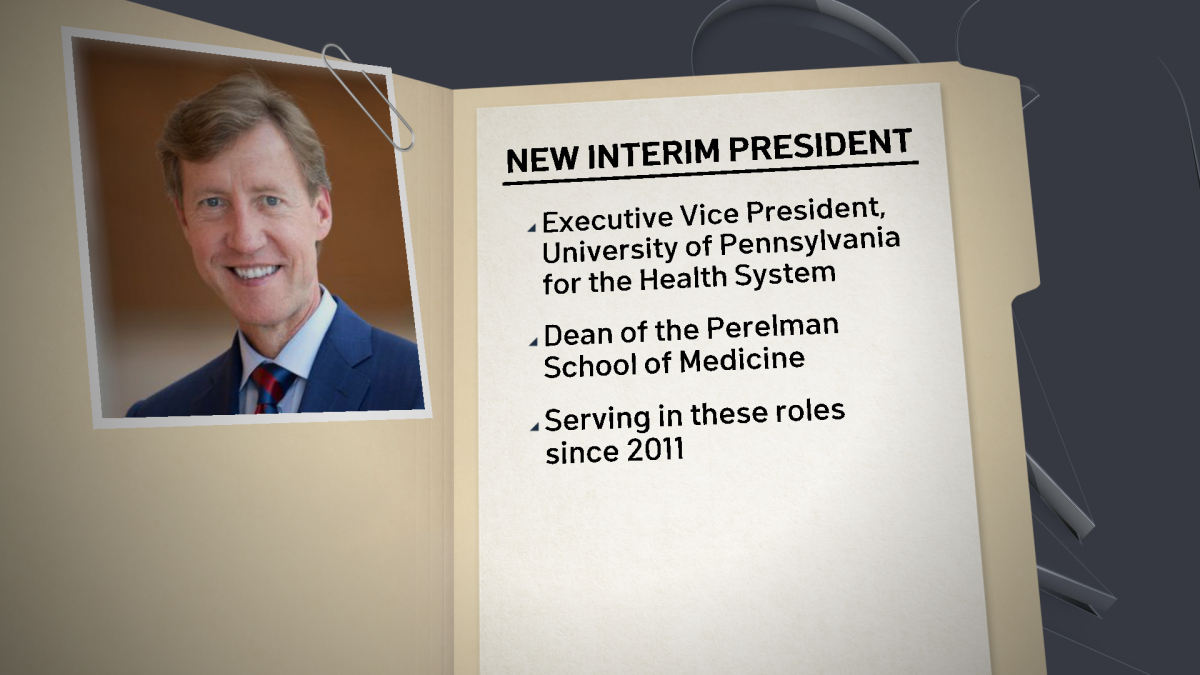 NEW INTERIM PRESIDENT
Executive Vice President,
University of Pennsylvania
for the Health System
Dean of the Perelman
School of Medicine
Serving in these roles
since 2011